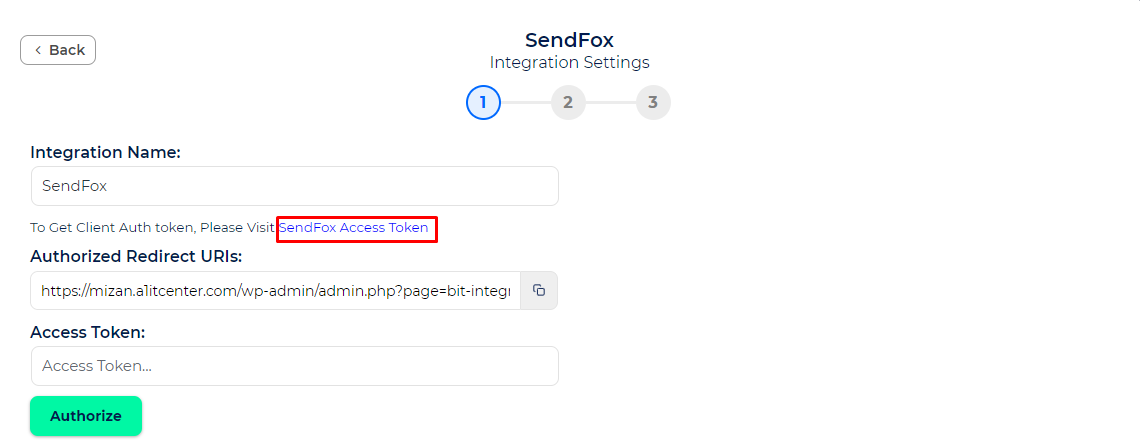 Back
SendFox
Integration Settings
1 2 3
Integration Name:
SendFox
To Get Client Auth token, Please Visit SendFox Access Token
Authorized Redirect URIs:
https://mizan.a1itcenter.com/wp-admin/admin.php?page=bit-integr
Access Token:
Access Token...
Authorize